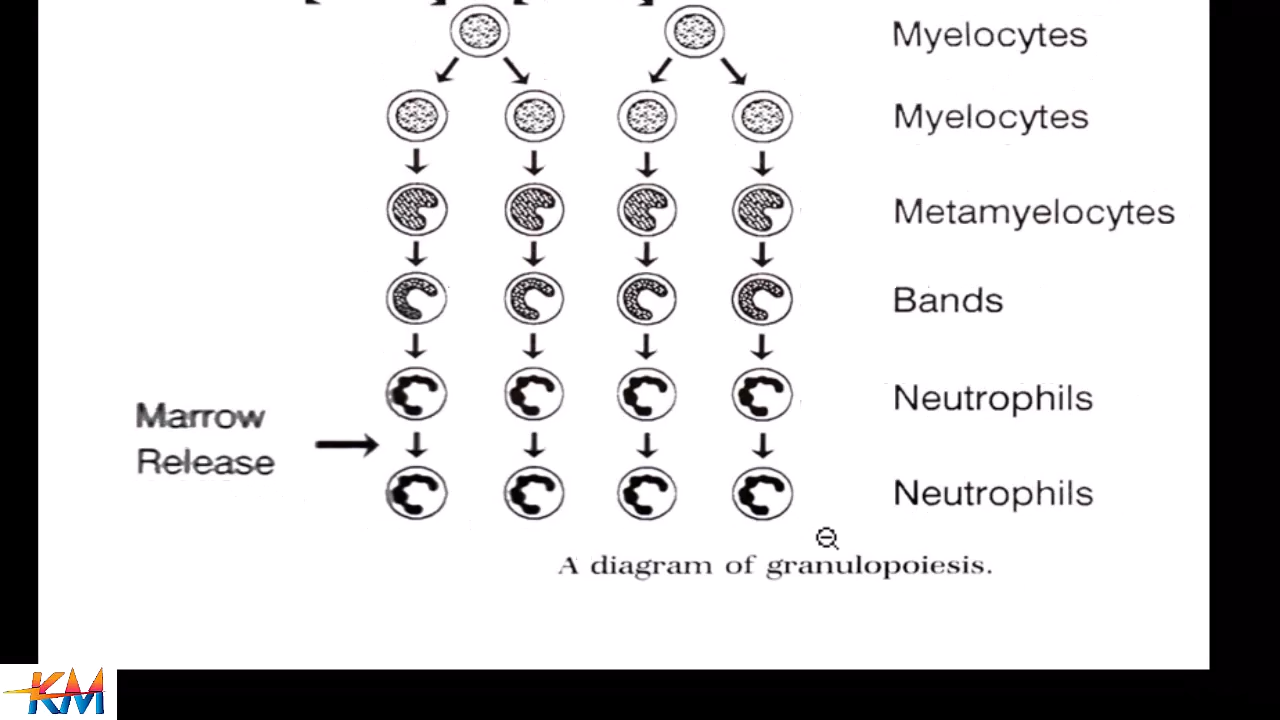 Myelocytes
Myelocytes
Metamyelocytes
Bands
Neutrophils
Marrow
Release
Neutrophils
A diagram of granulopoiesis.
KM